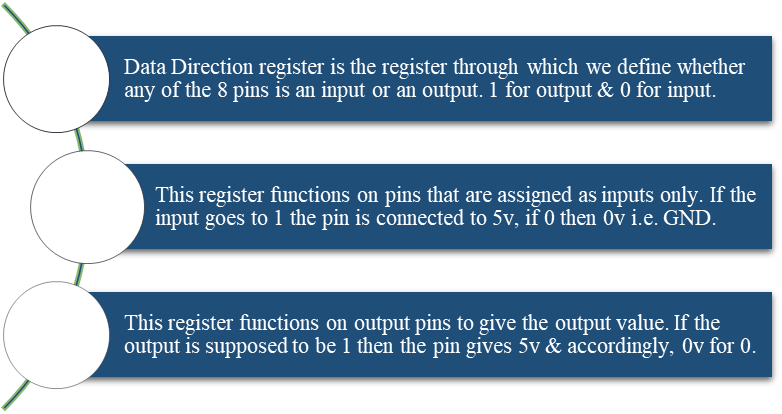 Data Direction register is the register through which we define whether
any of the 8 pins is an input or an output. 1 for output & 0 for input.
This register functions on pins that are assigned as inputs only. If the
input goes to 1 the pin is connected to 5v, if 0 then 0v i.e. GND.
This register functions on output pins to give the output value. If the
output is supposed to be 1 then the pin gives 5v & accordingly, 0v for 0.